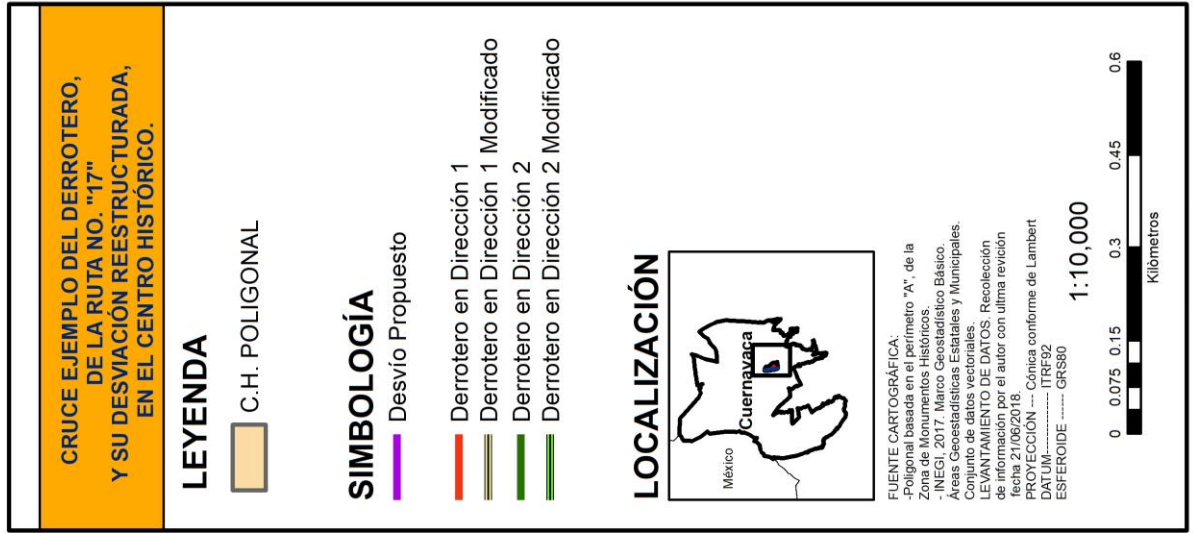 CRUCE EJEMPLO DEL DERROTERO,
DE LA RUTA NO. "17"
Y SU DESVIACIÓN REESTRUCTURADA,
EN EL CENTRO HISTÓRICO.
LEYENDA
C.H. POLIGONAL
SIMBOLOGÍA
Desvío Propuesto
Derrotero en Dirección 1
Derrotero en Dirección 1 Modificado
Derrotero en Dirección 2
Derrotero en Dirección 2 Modificado
LOCALIZACIÓN
México
Cuernavaca
FUENTE CARTOGRÁFICA:
-Poligonal basada en el perímetro "A", de la
Zona de Monumentos Históricos.
- INEGI, 2017. Marco Geostadístico Básico.
Áreas Geoestadísticas Estatales y Municipales.
Conjunto de datos vectoriales.
LEVANTAMIENTO DE DATOS. Recolección
de información por el autor con ultma revición
fecha 21/06/2018.
PROYECCIÓN --- Cónica conforme de Lambert
DATUM---------------- ITRF92
ESFEROIDE ------ GRS80
1:10,000
0 0.075 0.15 0.3 0.45 0.6
Kilómetros